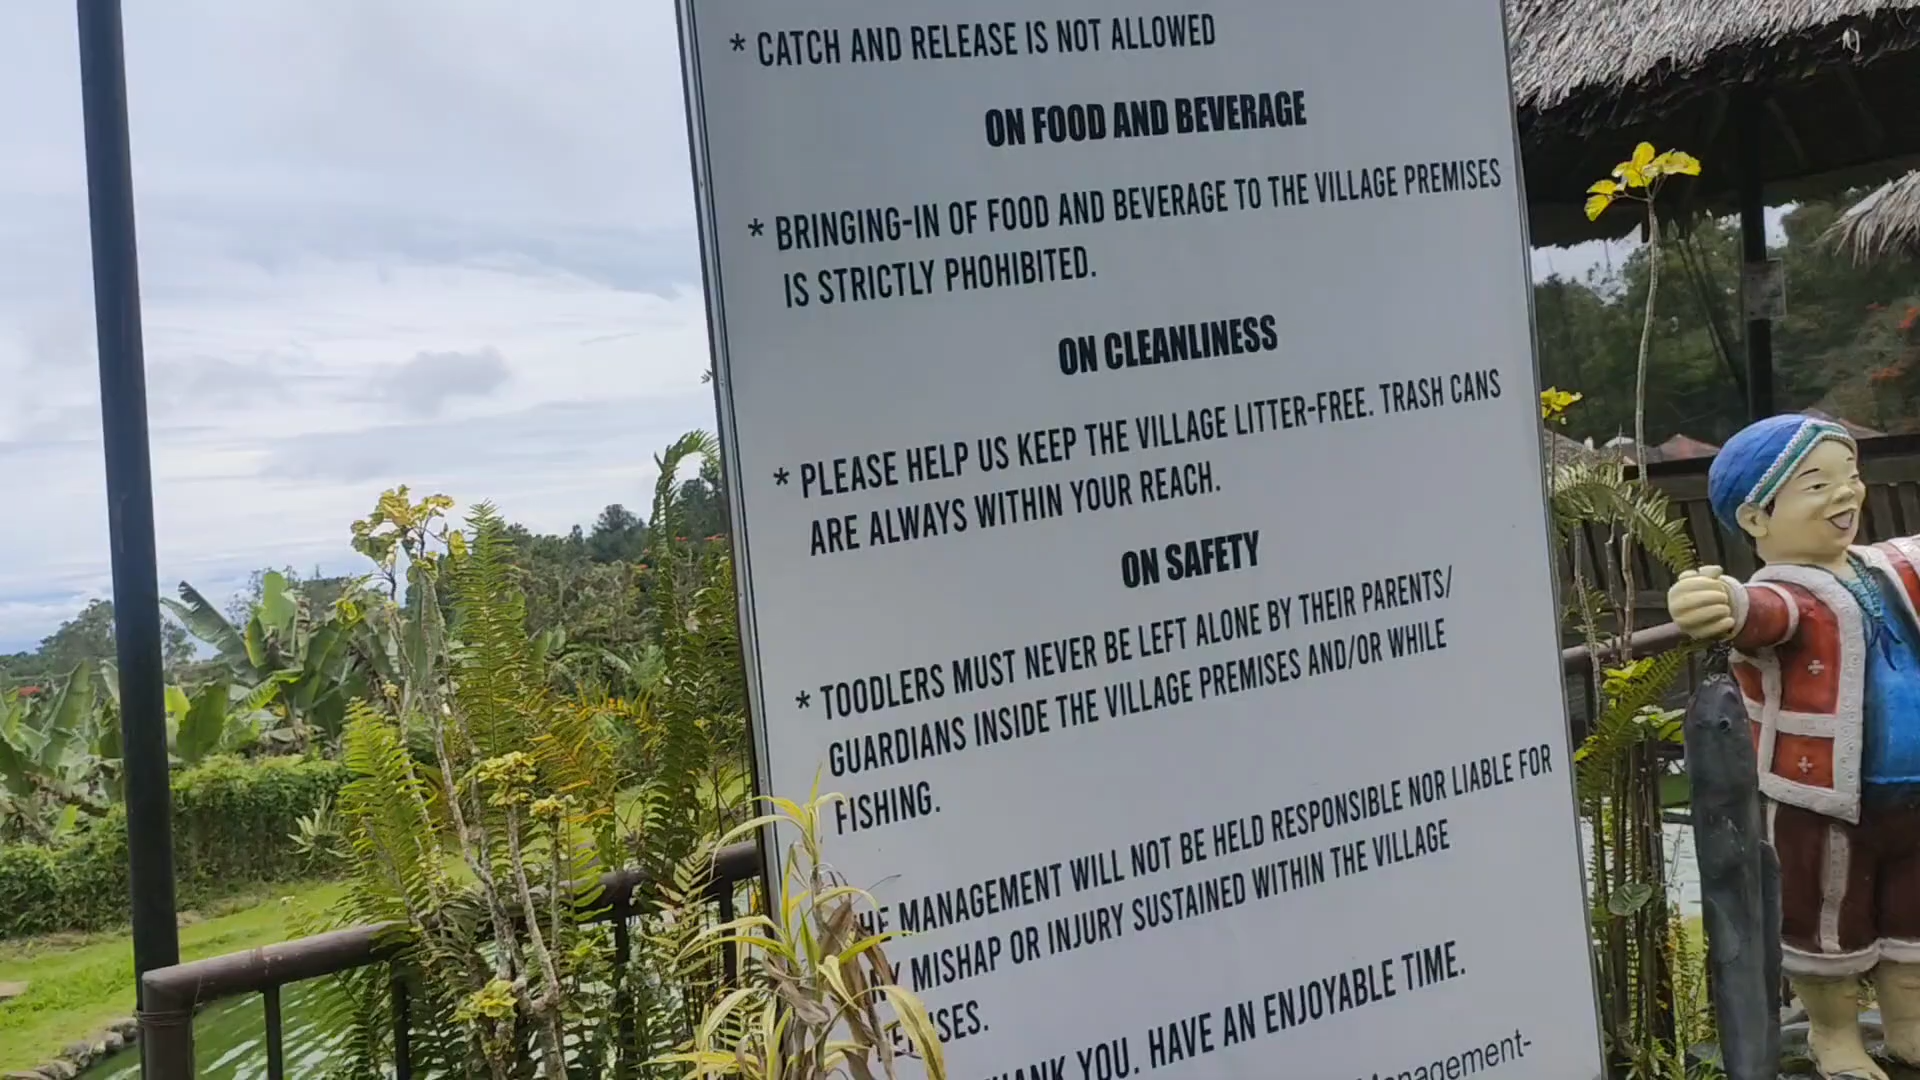 * CATCH AND RELEASE IS NOT ALLOWED
ON FOOD AND BEVERAGE
* BRINGING-IN OF FOOD AND BEVERAGE TO THE VILLAGE PREMISES
IS STRICTLY PHOHIBITED.
ON CLEANLINESS
* PLEASE HELP US KEEP THE VILLAGE LITTER-FREE. TRASH CANS
ARE ALWAYS WITHIN YOUR REACH.
ON SAFETY
* TOODLERS MUST NEVER BE LEFT ALONE BY THEIR PARENTS/
GUARDIANS INSIDE THE VILLAGE PREMISES AND/OR WHILE
FISHING.
MANAGEMENT WILL NOT BE HELD RESPONSIBLE NOR LIABLE FOR
MISHAP OR INJURY SUSTAINED WITHIN THE VILLAGE
YOU. HAVE AN ENJOYABLE TIME.
Management-